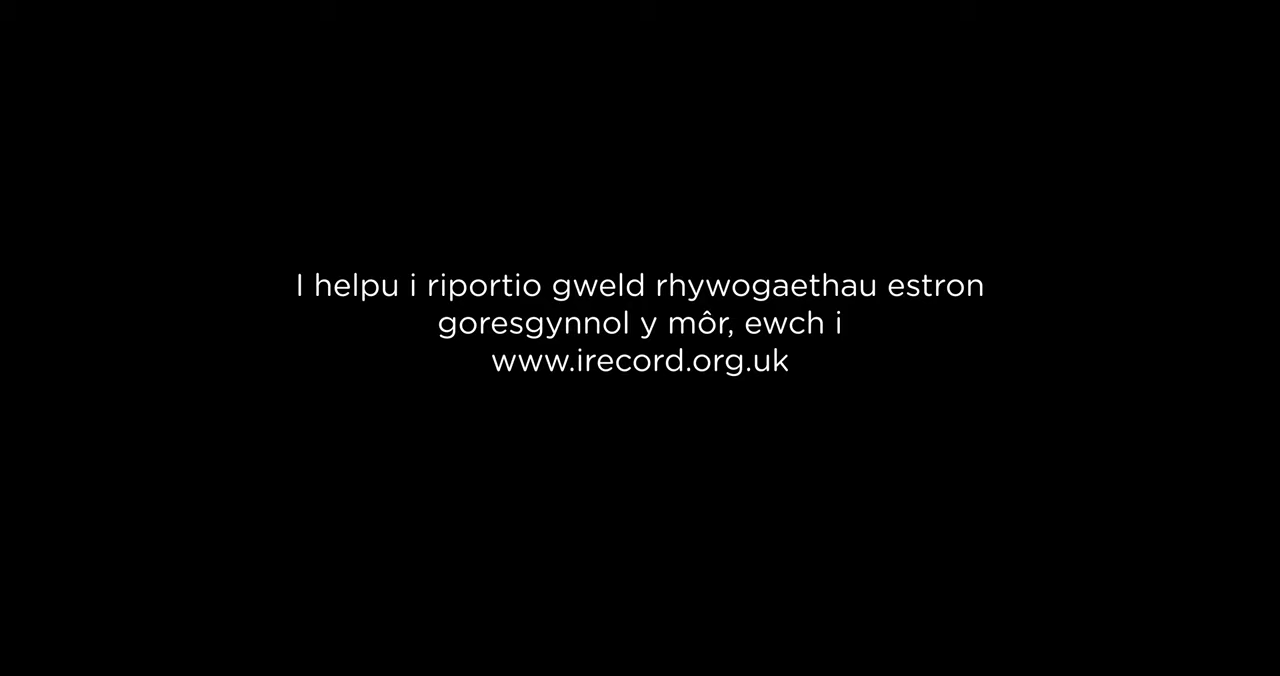 I helpu i riportio gweld rhywogaethau estron
goresgynnol y môr, ewch i
www.irecord.org.uk